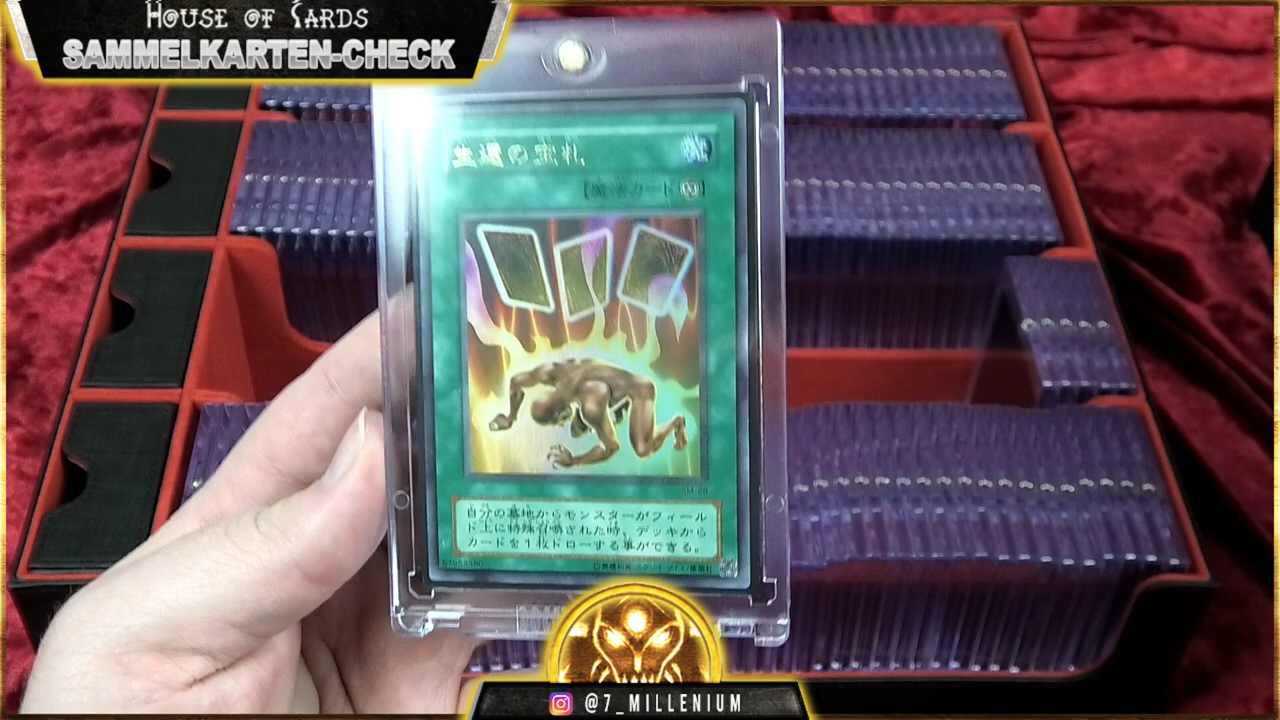 HOUSE OF YARDS
SAMMELKARTEN-CHECK
生還の宝札
【魔法カード】
自分の墓地からモンスターがフィール
ド上に特殊召喚された時、デッキから
カードを1枚ドローする事ができる。
@7_MILLENIUM